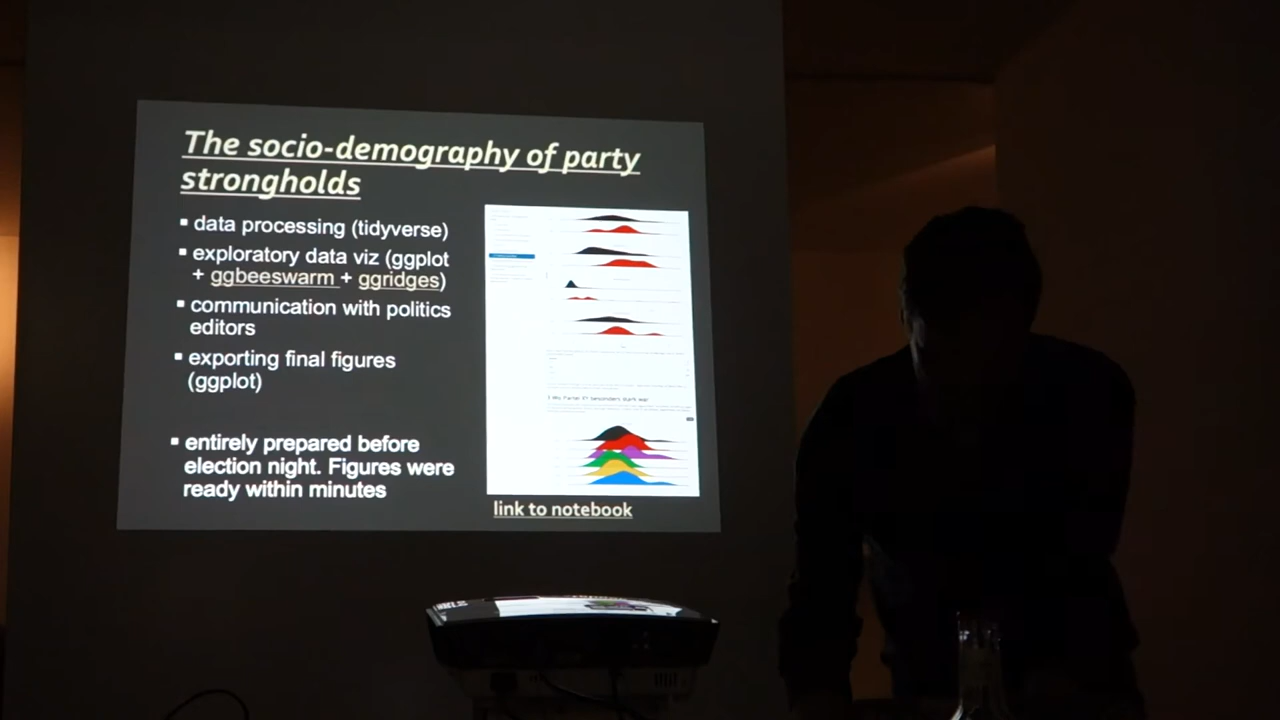 The socio-demography of party
strongholds
▪ data processing (tidyverse)
▪ exploratory data viz (ggplot
+ ggbeeswarm + ggridges)
▪ communication with politics
editors
▪ exporting final figures
(ggplot)
▪ entirely prepared before
election night. Figures were
ready within minutes
link to notebook